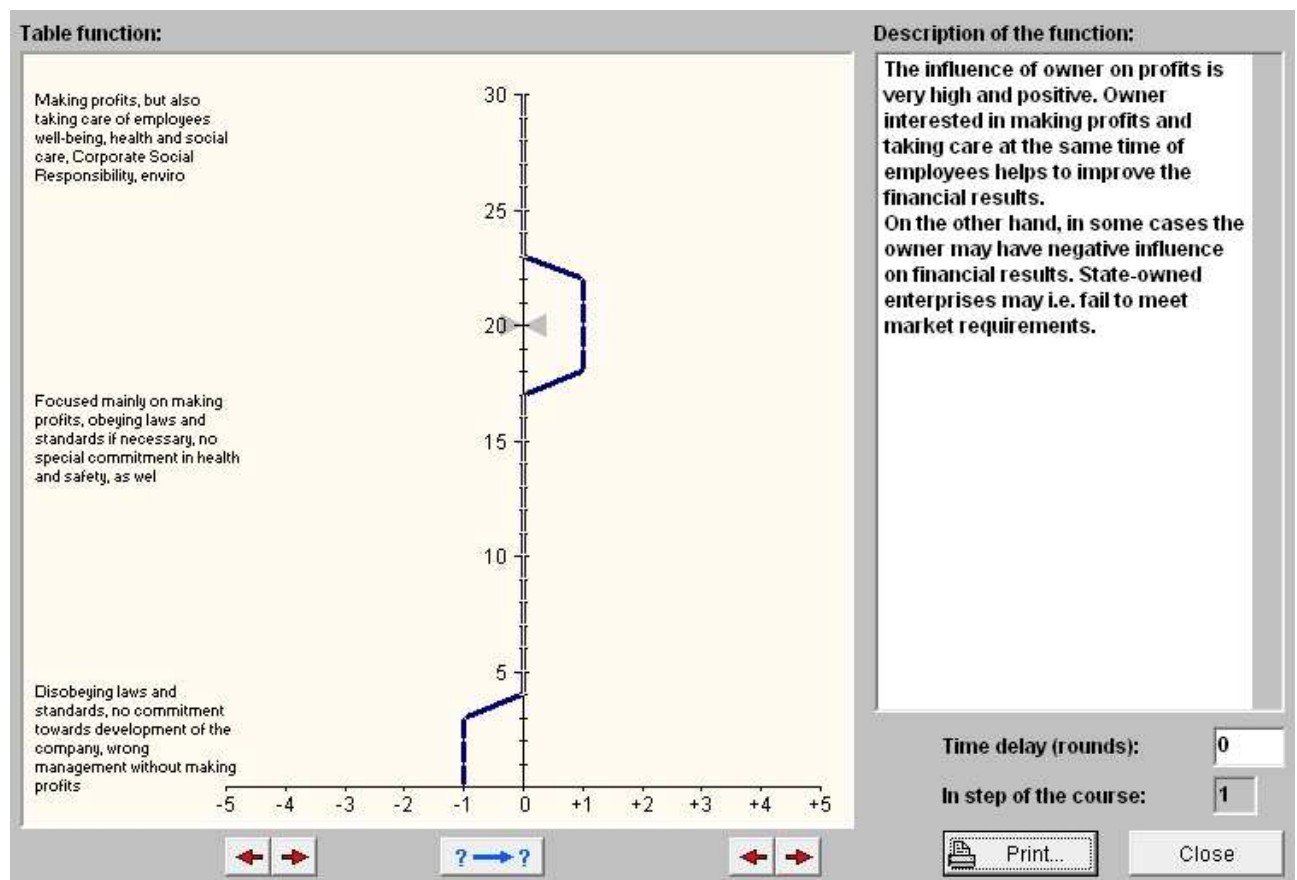 Table function:
Making profits, but also
taking care of employees
well-being, health and social
care, Corporate Social
Responsibility, enviro
Focused mainly on making
profits, obeying laws and
standards if necessary, no
special commitment in health
and safety, as wel
Disobeying laws and
standards, no commitment
towards development of the
company, wrong
management without making
profits
30
25
20
15
10
5
-5 -4 -3 -2 -1 0 +1 +2 +3 +4 +5
? ?
Description of the function:
The influence of owner on profits is
very high and positive. Owner
interested in making profits and
taking care at the same time of
employees helps to improve the
financial results.
On the other hand, in some cases the
owner may have negative influence
on financial results. State-owned
enterprises may i.e. fail to meet
market requirements.
Time delay (rounds): 0
In step of the course: 1
Print... Close